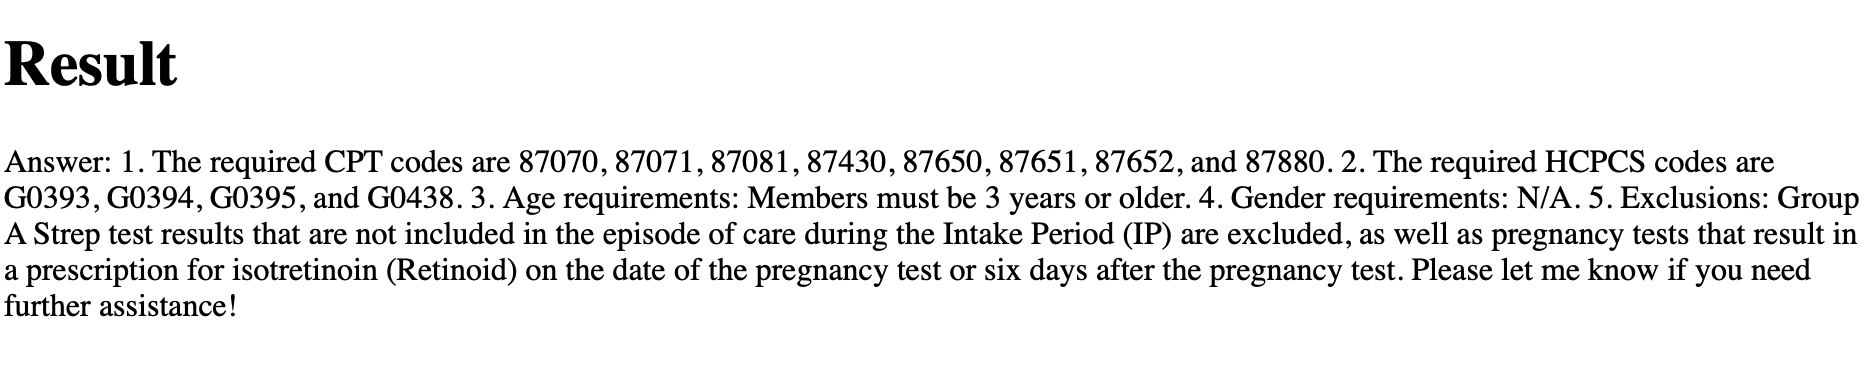 Result
Answer: 1. The required CPT codes are 87070, 87071, 87081, 87430, 87650, 87651, 87652, and 87880. 2. The required HCPCS codes are
G0393, G0394, G0395, and G0438. 3. Age requirements: Members must be 3 years or older. 4. Gender requirements: N/A. 5. Exclusions: Group
A Strep test results that are not included in the episode of care during the Intake Period (IP) are excluded, as well as pregnancy tests that result in
a prescription for isotretinoin (Retinoid) on the date of the pregnancy test or six days after the pregnancy test. Please let me know if you need
further assistance!